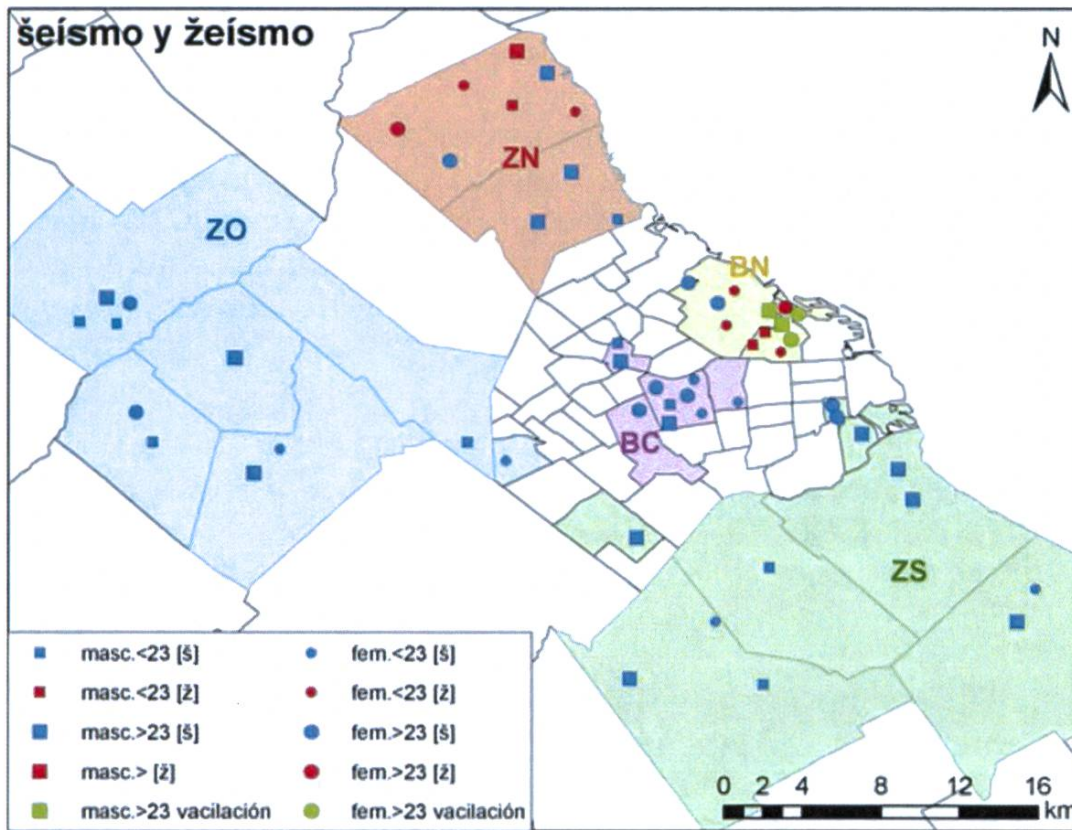 šeísmo y žeísmo
N
ZN
ZO
BN
BC
ZS
masc.<23 [š]
fem.<23 [š]
masc.<23 [ž]
fem.<23 [ž]
masc.>23 [š]
fem.>23 [š]
masc.> [ž]
fem.>23 [ž]
masc.>23 vacilación
fem.>23 vacilación
0 2 4 8 12 16
km